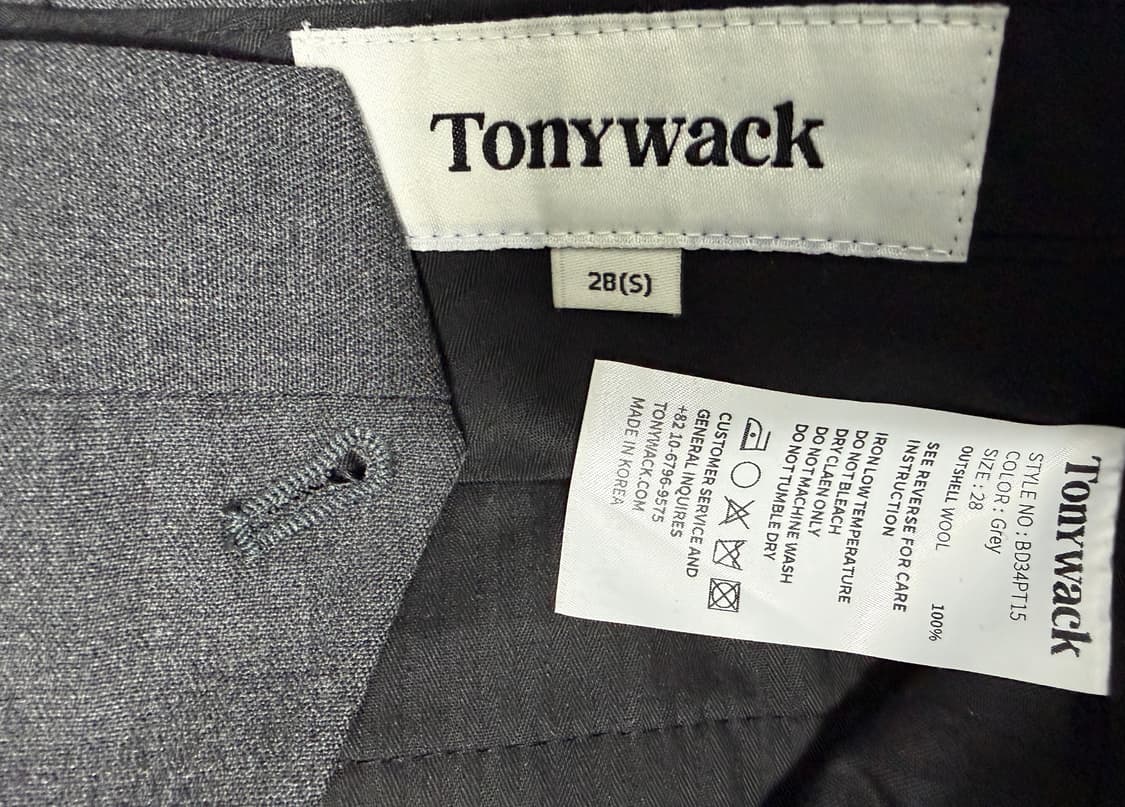 Tonywack
28(S)
Tonywack
STYLE NO : BD34PT15
COLOR : Grey
SIZE : 28
OUTSHELL WOOL 100%
SEE REVERSE FOR CARE
INSTRUCTION
IRON LOW TEMPERATURE
DO NOT BLEACH
DRY CLAEN ONLY
DO NOT MACHINE WASH
DO NOT TUMBLE DRY
CUSTOMER SERVICE AND
GENERAL INQUIRES
+82 10-6796-9575
TONYWACK.COM
MADE IN KOREA